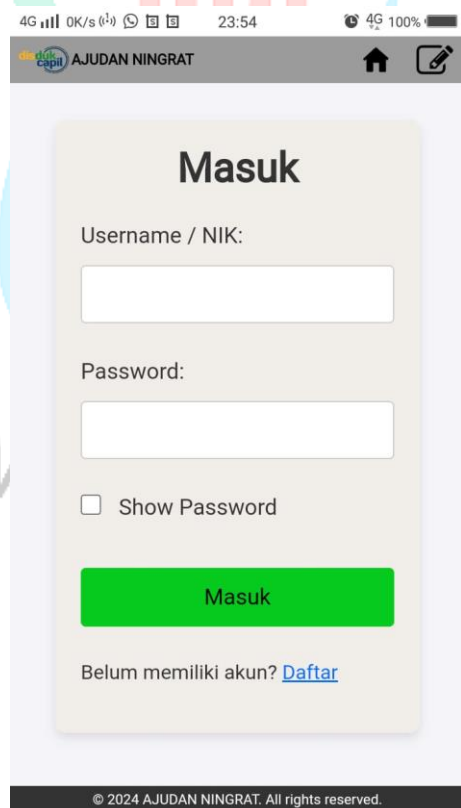 4G 0K/s 23:54 4G 100%
disdukcapil AJUDAN NINGRAT
Masuk
Username / NIK:
Password:
Show Password
Masuk
Belum memiliki akun? Daftar
© 2024 AJUDAN NINGRAT. All rights reserved.